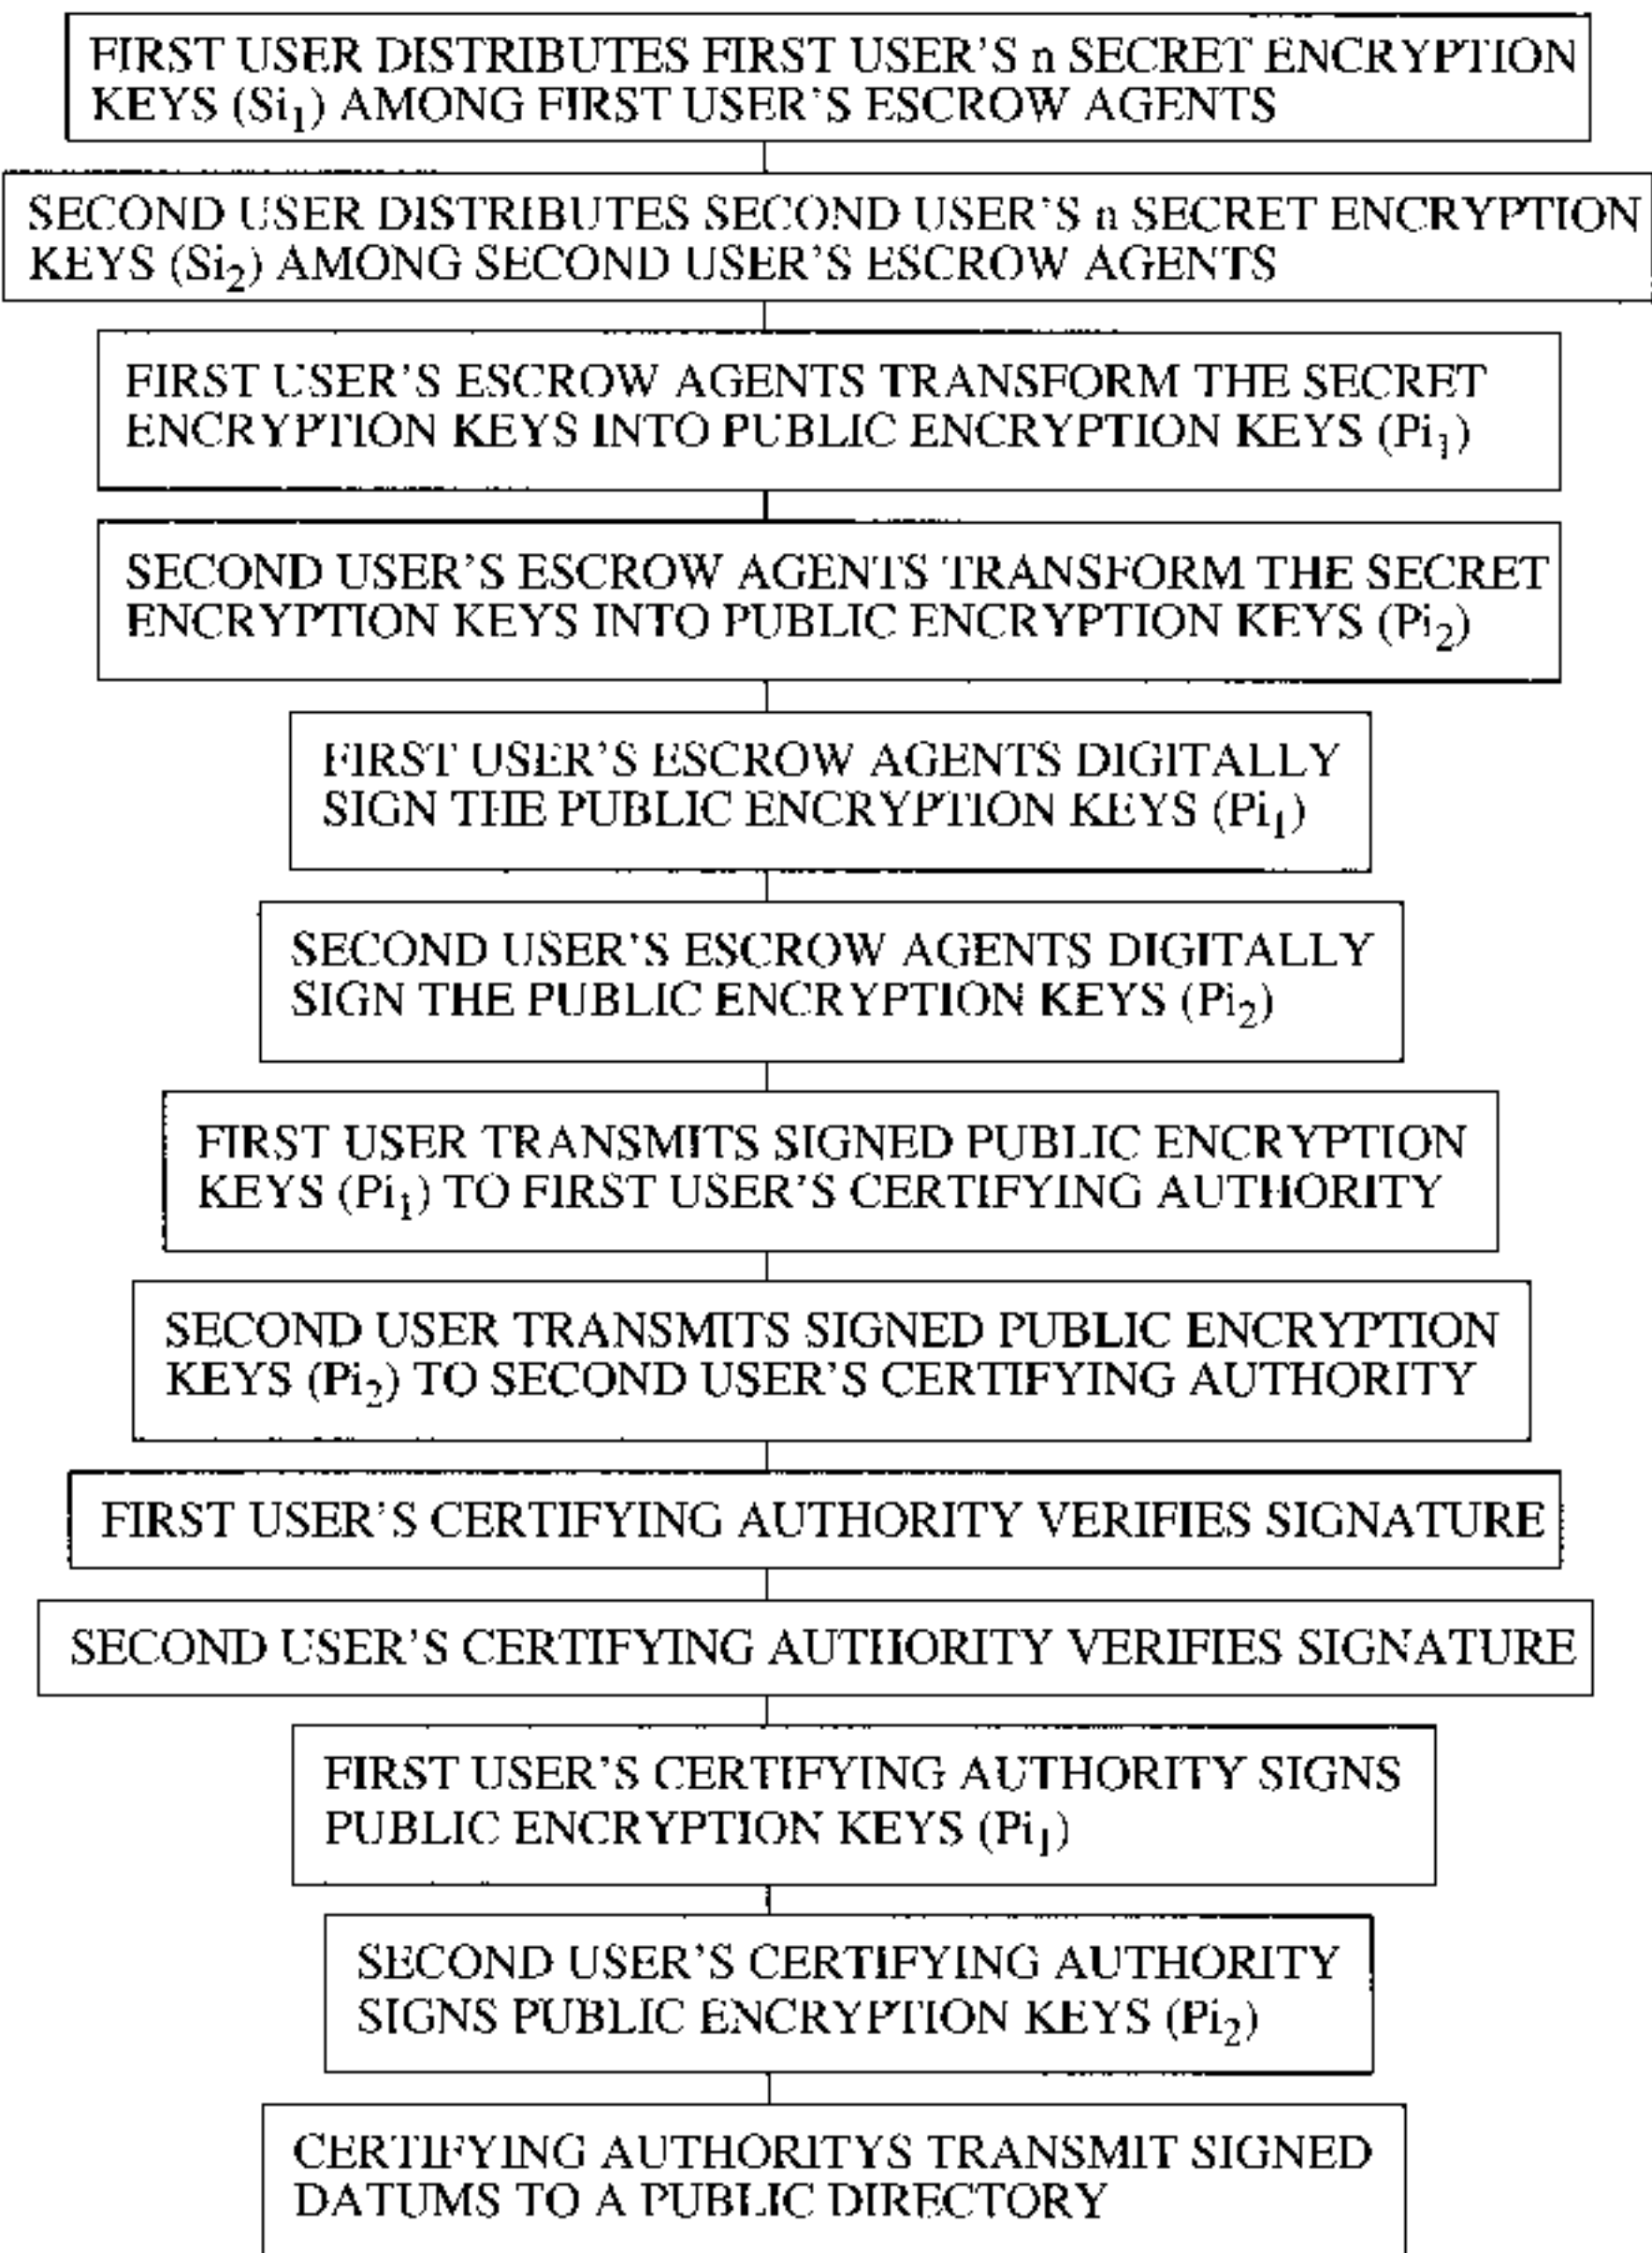 FIRST USER DISTRIBUTES FIRST USER'S n SECRET ENCRYPTION
KEYS (Si₁) AMONG FIRST USER'S ESCROW AGENTS
SECOND USER DISTRIBUTES SECOND USER'S n SECRET ENCRYPTION
KEYS (Si₂) AMONG SECOND USER'S ESCROW AGENTS
FIRST USER'S ESCROW AGENTS TRANSFORM THE SECRET
ENCRYPTION KEYS INTO PUBLIC ENCRYPTION KEYS (Pi₁)
SECOND USER'S ESCROW AGENTS TRANSFORM THE SECRET
ENCRYPTION KEYS INTO PUBLIC ENCRYPTION KEYS (Pi₂)
FIRST USER'S ESCROW AGENTS DIGITALLY
SIGN THE PUBLIC ENCRYPTION KEYS (Pi₁)
SECOND USER'S ESCROW AGENTS DIGITALLY
SIGN THE PUBLIC ENCRYPTION KEYS (Pi₂)
FIRST USER TRANSMITS SIGNED PUBLIC ENCRYPTION
KEYS (Pi₁) TO FIRST USER'S CERTIFYING AUTHORITY
SECOND USER TRANSMITS SIGNED PUBLIC ENCRYPTION
KEYS (Pi₂) TO SECOND USER'S CERTIFYING AUTHORITY
FIRST USER'S CERTIFYING AUTHORITY VERIFIES SIGNATURE
SECOND USER'S CERTIFYING AUTHORITY VERIFIES SIGNATURE
FIRST USER'S CERTIFYING AUTHORITY SIGNS
PUBLIC ENCRYPTION KEYS (Pi₁)
SECOND USER'S CERTIFYING AUTHORITY
SIGNS PUBLIC ENCRYPTION KEYS (Pi₂)
CERTIFYING AUTHORITYS TRANSMIT SIGNED
DATUMS TO A PUBLIC DIRECTORY